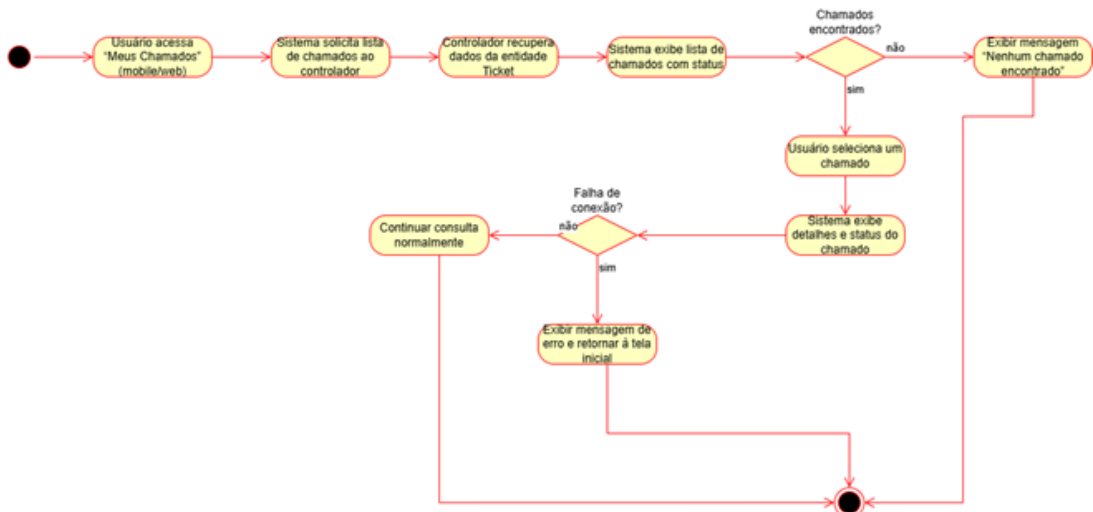 Usuário acessa
“Meus Chamados”
(mobile/web)
Sistema solicita lista
de chamados ao
controlador
Controlador recupera
dados da entidade
Ticket
Sistema exibe lista de
chamados com status
Chamados
encontrados?
não
Exibir mensagem
“Nenhum chamado
encontrado”
sim
Usuário seleciona um
chamado
Sistema exibe
detalhes e status do
chamado
Falha de
conexão?
não
Continuar consulta
normalmente
sim
Exibir mensagem de
erro e retornar à tela
inicial